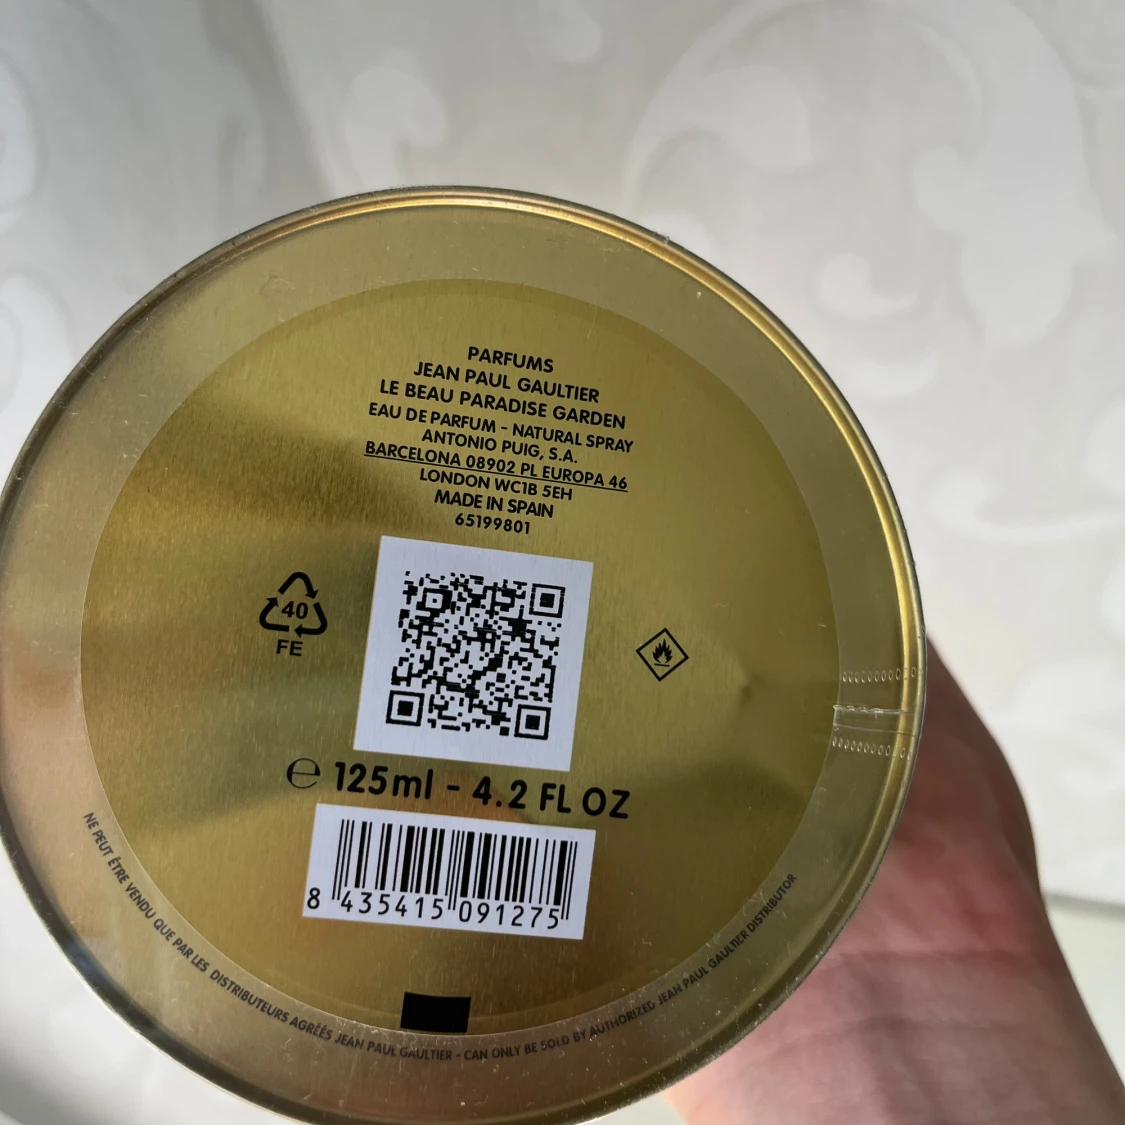 PARFUMS
JEAN PAUL GAULTIER
LE BEAU PARADISE GARDEN
EAU DE PARFUM - NATURAL SPRAY
ANTONIO PUIG, S.A.
BARCELONA 08902 PL EUROPA 46
LONDON WC1B 5EH
MADE IN SPAIN
65199801
40
FE
℮ 125ml - 4.2 FL OZ
8 435415 091275
NE PEUT ÊTRE VENDU QUE PAR LES DISTRIBUTEURS AGRÉÉS JEAN PAUL GAULTIER - CAN ONLY BE SOLD BY AUTHORIZED JEAN PAUL GAULTIER DISTRIBUTOR